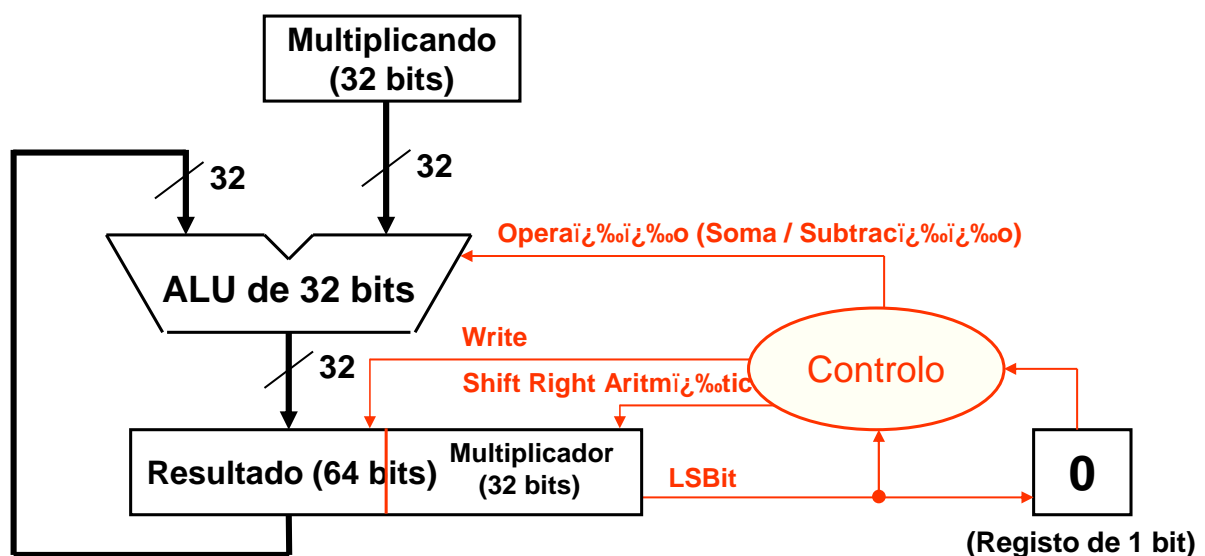 Multiplicando
(32 bits)
32
32
Operaï¿‰ï¿‰o (Soma / Subtracï¿‰ï¿‰o)
ALU de 32 bits
Write
32
Controlo
Shift Right Aritmï¿‰tic
Resultado (64 bits)
Multiplicador
(32 bits)
LSBit
0
(Registo de 1 bit)